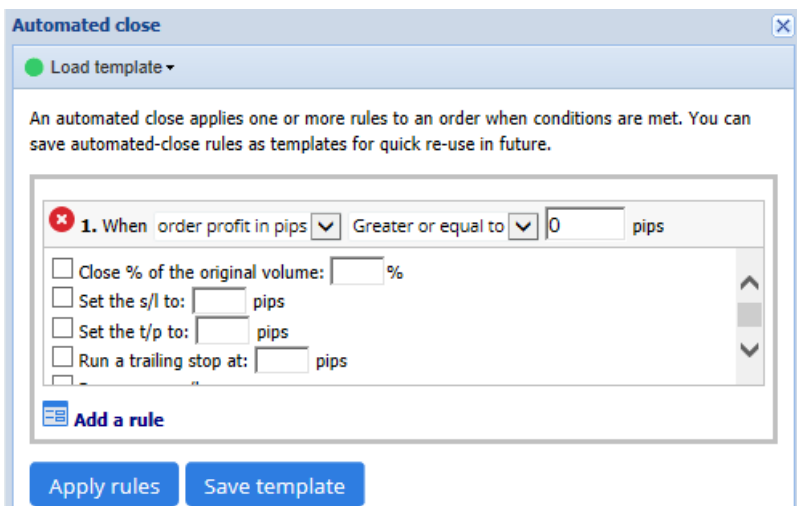 Automated close
Load template
An automated close applies one or more rules to an order when conditions are met. You can
save automated-close rules as templates for quick re-use in future.
1. When order profit in pips Greater or equal to 0 pips
Close % of the original volume: %
Set the s/l to: pips
Set the t/p to: pips
Run a trailing stop at: pips
Add a rule
Apply rules Save template